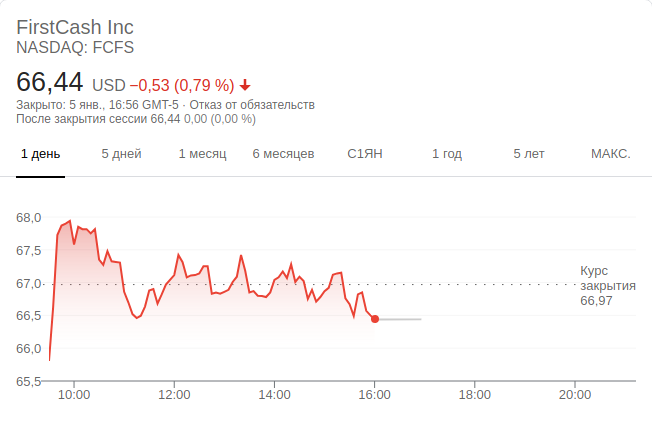 FirstCash Inc
NASDAQ: FCFS
66,44 USD −0,53 (0,79 %)
Закрыто: 5 янв., 16:56 GMT-5 · Отказ от обязательств
После закрытия сессии 66,44 0,00 (0,00 %)
1 день 5 дней 1 месяц 6 месяцев С1ЯН 1 год 5 лет МАКС.
68,0
67,5
67,0
66,5
66,0
65,5
Курс
закрытия
66,97
10:00 12:00 14:00 16:00 18:00 20:00